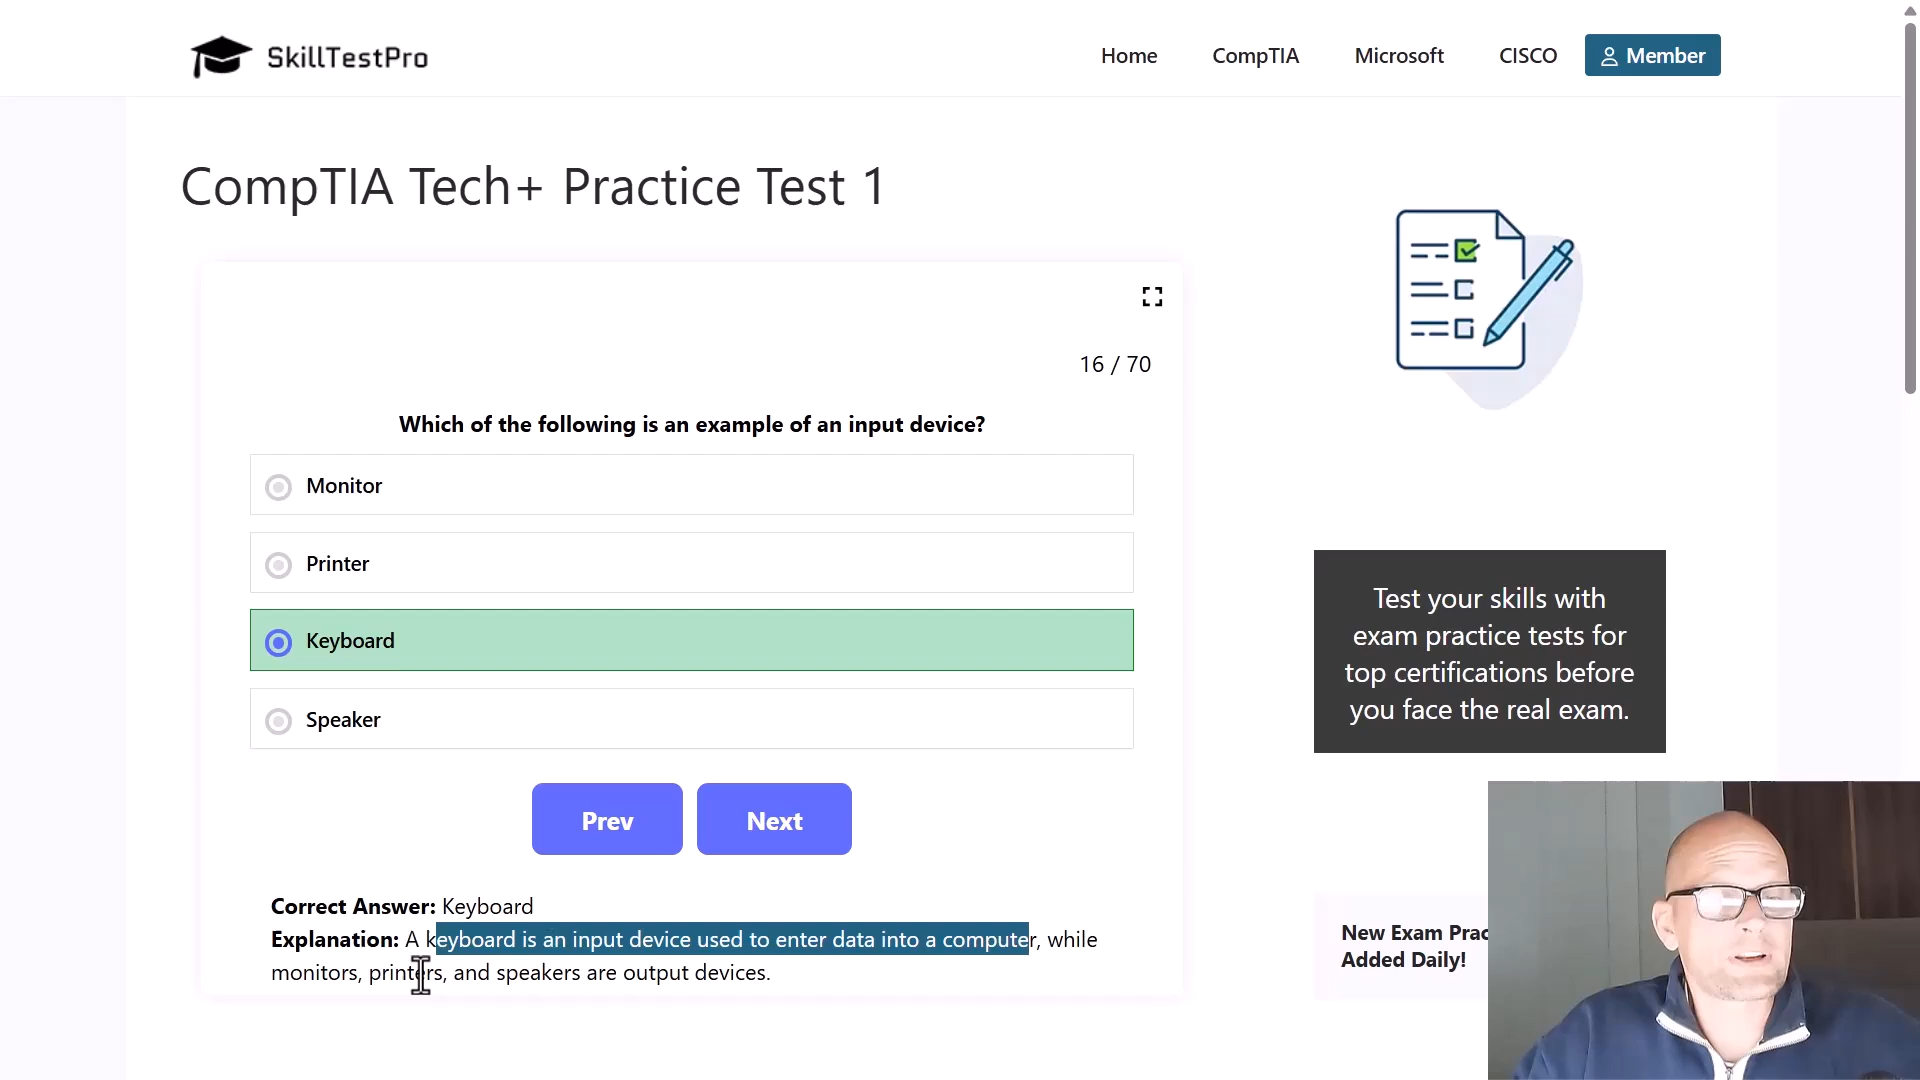 SkillTestPro
Home
CompTIA
Microsoft
CISCO
Member
CompTIA Tech+ Practice Test 1
16 / 70
Which of the following is an example of an input device?
Monitor
Printer
Keyboard
Speaker
Prev
Next
Correct Answer: Keyboard
Explanation: A keyboard is an input device used to enter data into a computer, while
monitors, printers, and speakers are output devices.
Test your skills with
exam practice tests for
top certifications before
you face the real exam.
New Exam Prac
Added Daily!